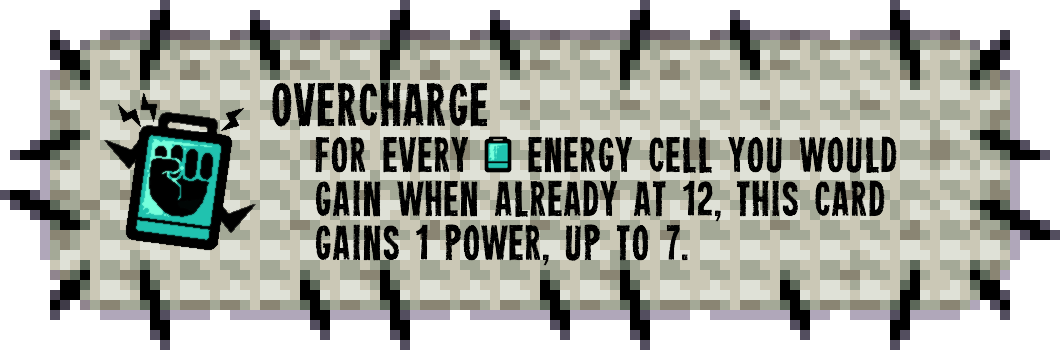 OVERCHARGE
FOR EVERY ENERGY CELL YOU WOULD
GAIN WHEN ALREADY AT 12, THIS CARD
GAINS 1 POWER, UP TO 7.